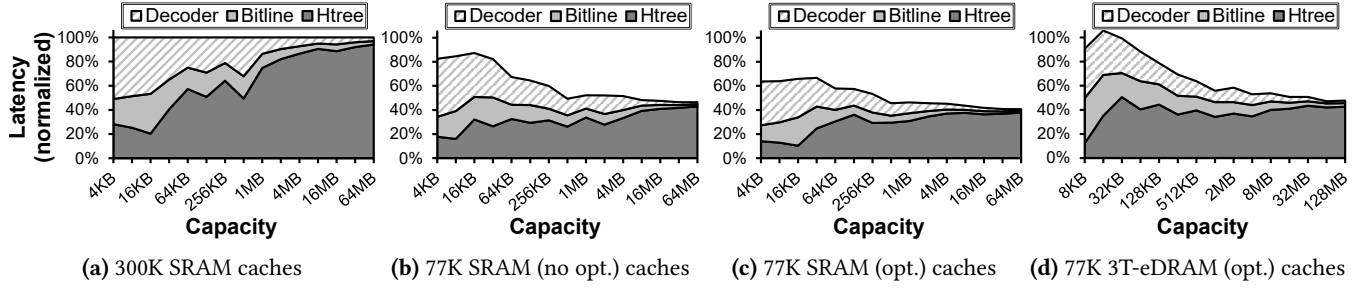 Decoder Bitline Htree
Decoder Bitline Htree
Decoder Bitline Htree
Decoder Bitline Htree
Latency
(normalized)
100%
80%
60%
40%
20%
0%
100%
80%
60%
40%
20%
0%
100%
80%
60%
40%
20%
0%
100%
80%
60%
40%
20%
0%
4KB 16KB 64KB 256KB 1MB 4MB 16MB 64MB
4KB 16KB 64KB 256KB 1MB 4MB 16MB 64MB
4KB 16KB 64KB 256KB 1MB 4MB 16MB 64MB
8KB 32KB 128KB 512KB 2MB 8MB 32MB 128MB
Capacity
Capacity
Capacity
Capacity
(a) 300K SRAM caches
(b) 77K SRAM (no opt.) caches
(c) 77K SRAM (opt.) caches
(d) 77K 3T-eDRAM (opt.) caches